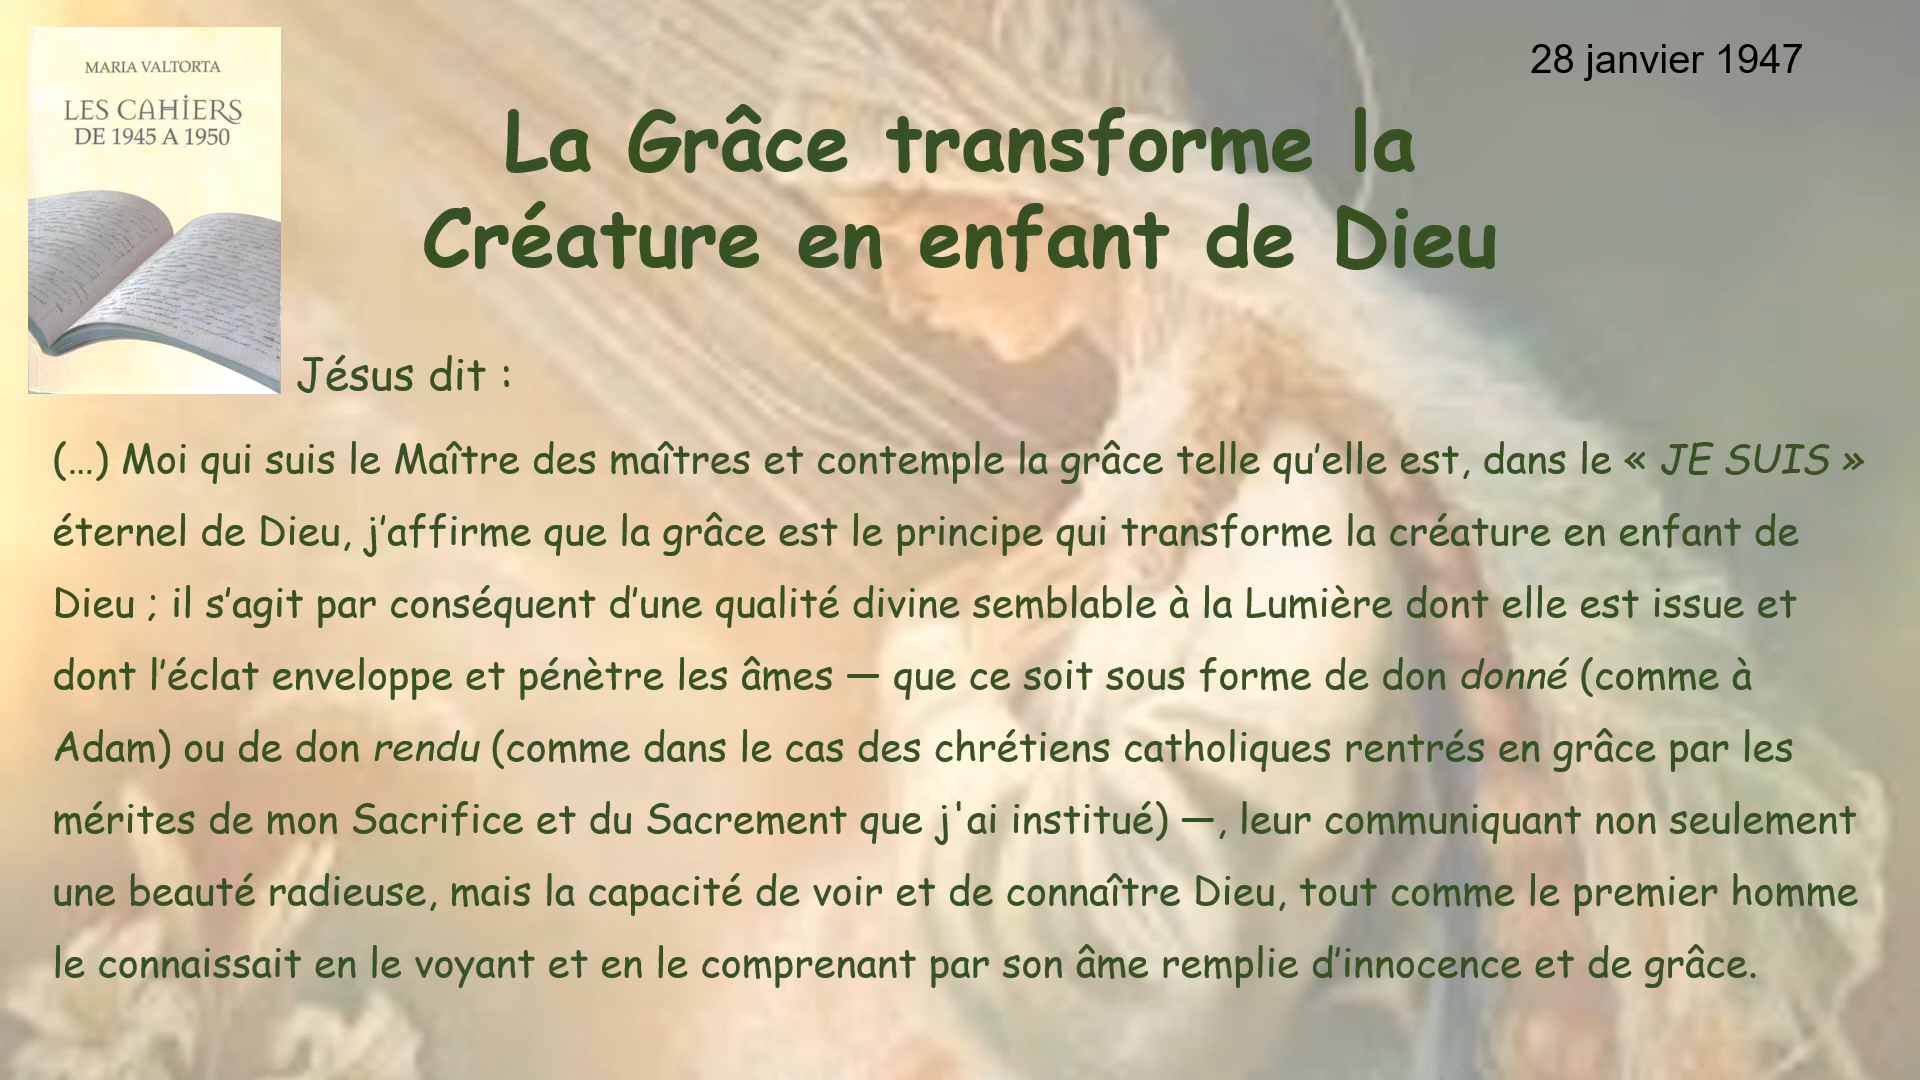 MARIA VALTORTA
LES CAHIERS
DE 1945 A 1950
28 janvier 1947
La Grâce transforme la
Créature en enfant de Dieu
Jésus dit :
(…) Moi qui suis le Maître des maîtres et contemple la grâce telle qu’elle est, dans le « JE SUIS »
éternel de Dieu, j’affirme que la grâce est le principe qui transforme la créature en enfant de
Dieu ; il s’agit par conséquent d’une qualité divine semblable à la Lumière dont elle est issue et
dont l’éclat enveloppe et pénètre les âmes — que ce soit sous forme de don donné (comme à
Adam) ou de don rendu (comme dans le cas des chrétiens catholiques rentrés en grâce par les
mérites de mon Sacrifice et du Sacrement que j'ai institué) —, leur communiquant non seulement
une beauté radieuse, mais la capacité de voir et de connaître Dieu, tout comme le premier homme
le connaissait en le voyant et en le comprenant par son âme remplie d’innocence et de grâce.